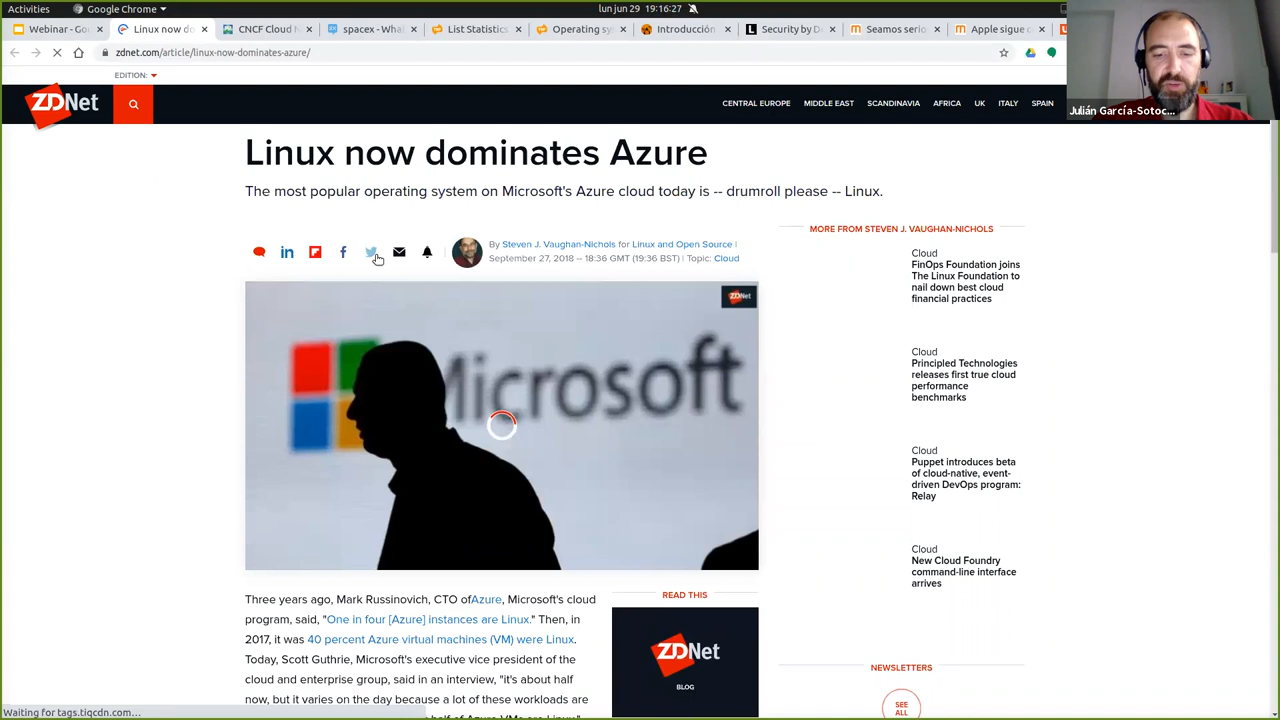 Activities
Google Chrome
lun jun 29 19:16:27
Webinar - Go
Linux now do
CNCF Cloud N
spacex - Wha
List Statistics
Operating sy
Introducción
Security by D
Seamos serio
Apple sigue c
zdnet.com/article/linux-now-dominates-azure/
EDITION:
ZDNet
CENTRAL EUROPE MIDDLE EAST SCANDINAVIA AFRICA UK ITALY SPAIN
Julián García-Sotoc...
Linux now dominates Azure
The most popular operating system on Microsoft's Azure cloud today is -- drumroll please -- Linux.
By Steven J. Vaughan-Nichols for Linux and Open Source |
September 27, 2018 -- 18:36 GMT (19:36 BST) | Topic: Cloud
ZDNet
Microsoft
Three years ago, Mark Russinovich, CTO ofAzure, Microsoft's cloud
program, said, "One in four [Azure] instances are Linux." Then, in
2017, it was 40 percent Azure virtual machines (VM) were Linux.
Today, Scott Guthrie, Microsoft's executive vice president of the
cloud and enterprise group, said in an interview, "it's about half
now, but it varies on the day because a lot of these workloads are
half of Azure VMs are Linux."
READ THIS
ZDNet
BLOG
MORE FROM STEVEN J. VAUGHAN-NICHOLS
Cloud
FinOps Foundation joins
The Linux Foundation to
nail down best cloud
financial practices
Cloud
Principled Technologies
releases first true cloud
performance
benchmarks
Cloud
Puppet introduces beta
of cloud-native, event-
driven DevOps program:
Relay
Cloud
New Cloud Foundry
command-line interface
arrives
NEWSLETTERS
SEE
ALL
Waiting for tags.tiqcdn.com...